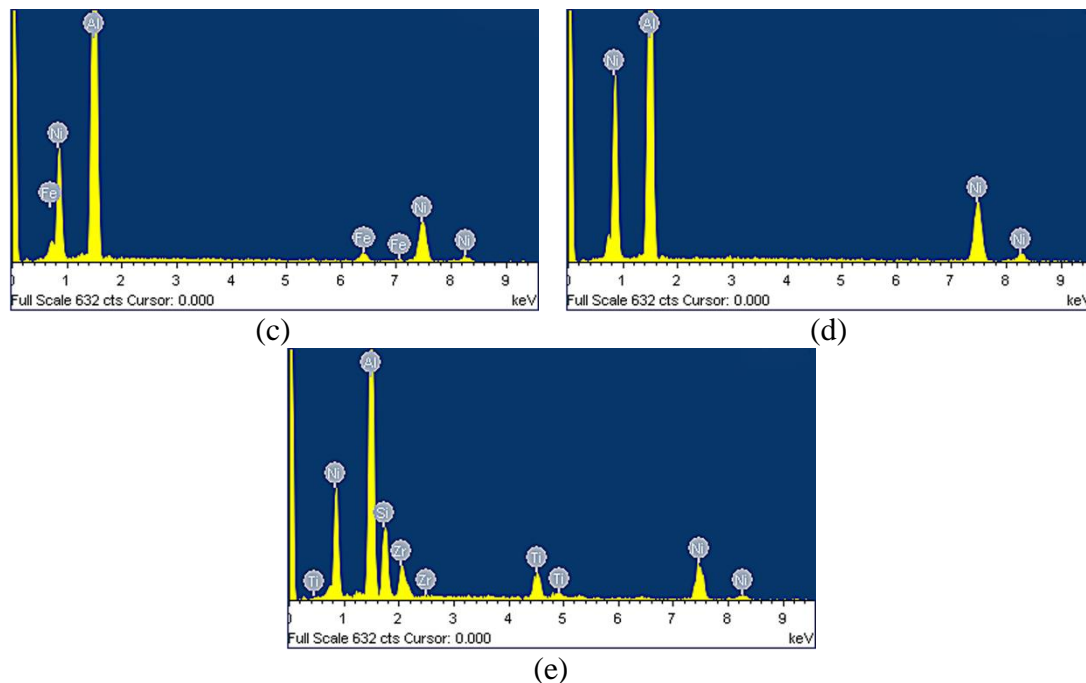 Al
Ni
Fe
Fe
Fe
Ni
Ni
0 1 2 3 4 5 6 7 8 9
Full Scale 632 cts Cursor: 0.000 keV
(c)
Al
Ni
Ni
Ni
0 1 2 3 4 5 6 7 8 9
Full Scale 632 cts Cursor: 0.000 keV
(d)
Al
Ni
Si
Zr
Ti
Zr
Ti
Ti
Ni
Ni
0 1 2 3 4 5 6 7 8 9
Full Scale 632 cts Cursor: 0.000 keV
(e)